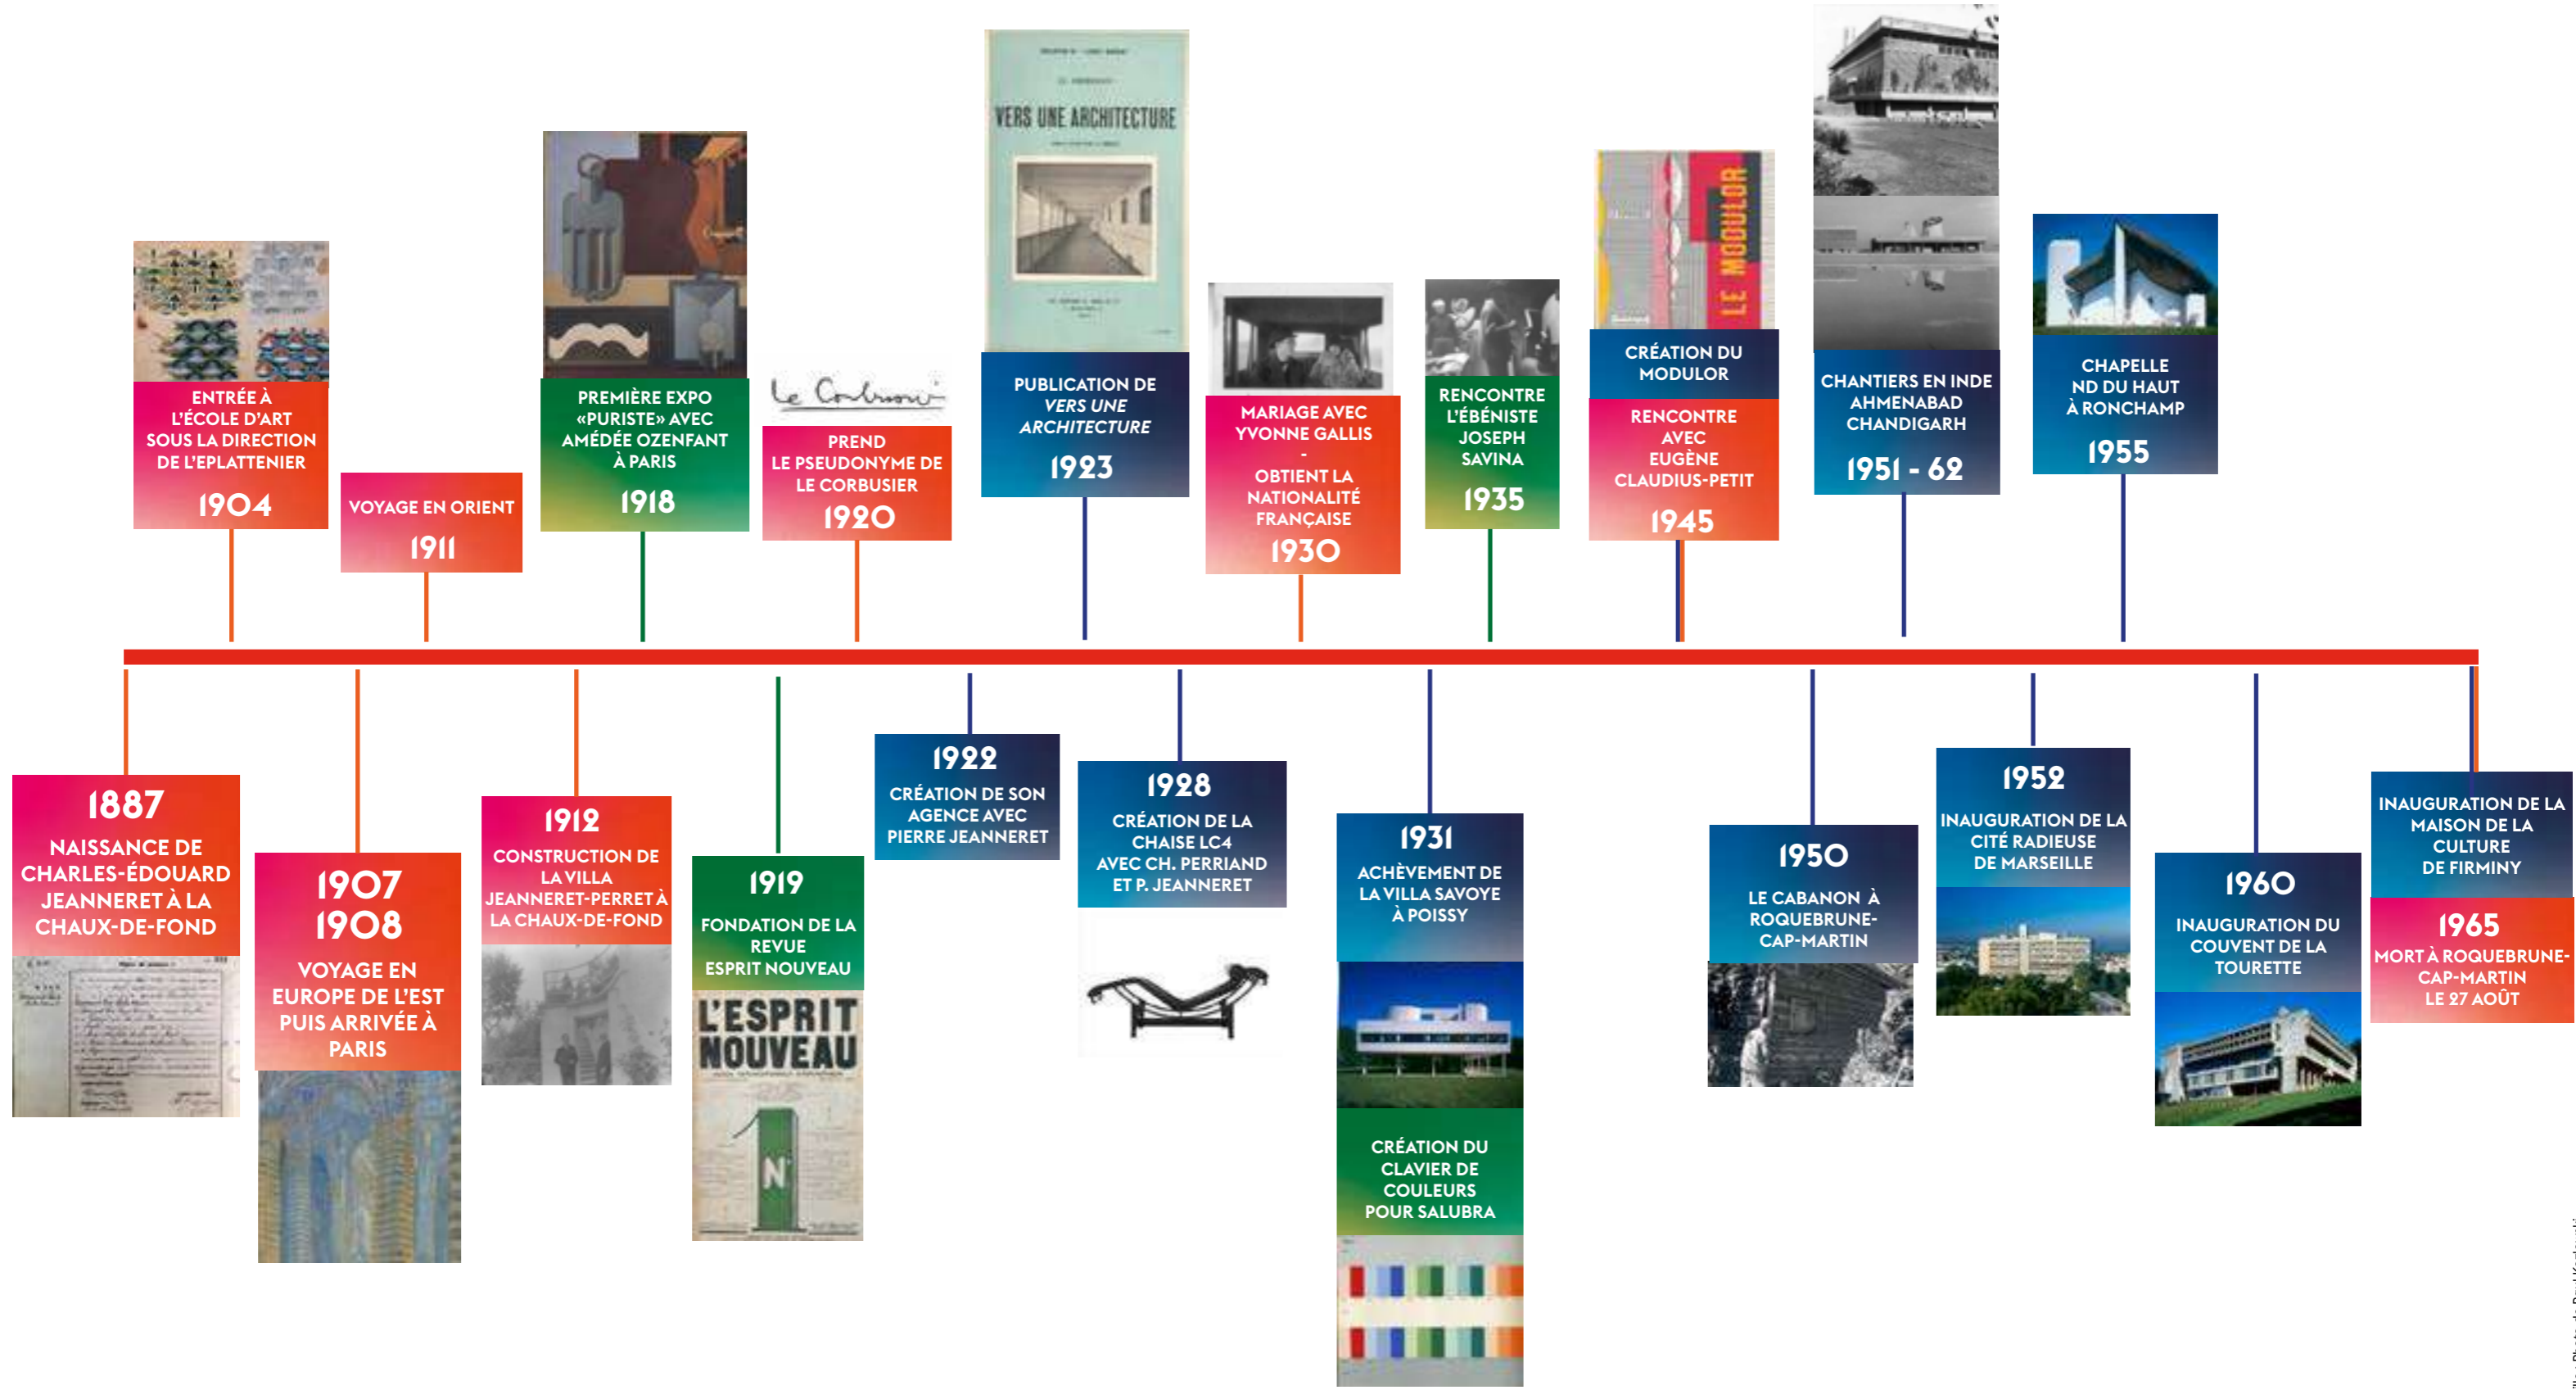 ENTRÉE À
L'ÉCOLE D'ART
SOUS LA DIRECTION
DE L'EPLATTENIER
1904
VOYAGE EN ORIENT
1911
PREMIÈRE EXPO
«PURISTE» AVEC
AMÉDÉE OZENFANT
À PARIS
1918
Le Corbusier
PREND
LE PSEUDONYME DE
LE CORBUSIER
1920
VERS UNE ARCHITECTURE
PUBLICATION DE
VERS UNE
ARCHITECTURE
1923
MARIAGE AVEC
YVONNE GALLIS
-
OBTIENT LA
NATIONALITÉ
FRANÇAISE
1930
RENCONTRE
L'ÉBÉNISTE
JOSEPH
SAVINA
1935
LE MODULOR
CRÉATION DU
MODULOR
RENCONTRE
AVEC
EUGÈNE
CLAUDIUS-PETIT
1945
CHANTIERS EN INDE
AHMENABAD
CHANDIGARH
1951 - 62
CHAPELLE
ND DU HAUT
À RONCHAMP
1955
1887
NAISSANCE DE
CHARLES-ÉDOUARD
JEANNERET À LA
CHAUX-DE-FOND
1907
1908
VOYAGE EN
EUROPE DE L'EST
PUIS ARRIVÉE À
PARIS
1912
CONSTRUCTION DE
LA VILLA
JEANNERET-PERRET À
LA CHAUX-DE-FOND
1919
FONDATION DE LA
REVUE
ESPRIT NOUVEAU
L'ESPRIT
NOUVEAU
1
N°
1922
CRÉATION DE SON
AGENCE AVEC
PIERRE JEANNERET
1928
CRÉATION DE LA
CHAISE LC4
AVEC CH. PERRIAND
ET P. JEANNERET
1931
ACHÈVEMENT DE
LA VILLA SAVOYE
À POISSY
CRÉATION DU
CLAVIER DE
COULEURS
POUR SALUBRA
1950
LE CABANON À
ROQUEBRUNE-
CAP-MARTIN
1952
INAUGURATION DE LA
CITÉ RADIEUSE
DE MARSEILLE
1960
INAUGURATION DU
COUVENT DE LA
TOURETTE
INAUGURATION DE LA
MAISON DE LA
CULTURE
DE FIRMINY
1965
MORT À ROQUEBRUNE-
CAP-MARTIN
LE 27 AOÛT